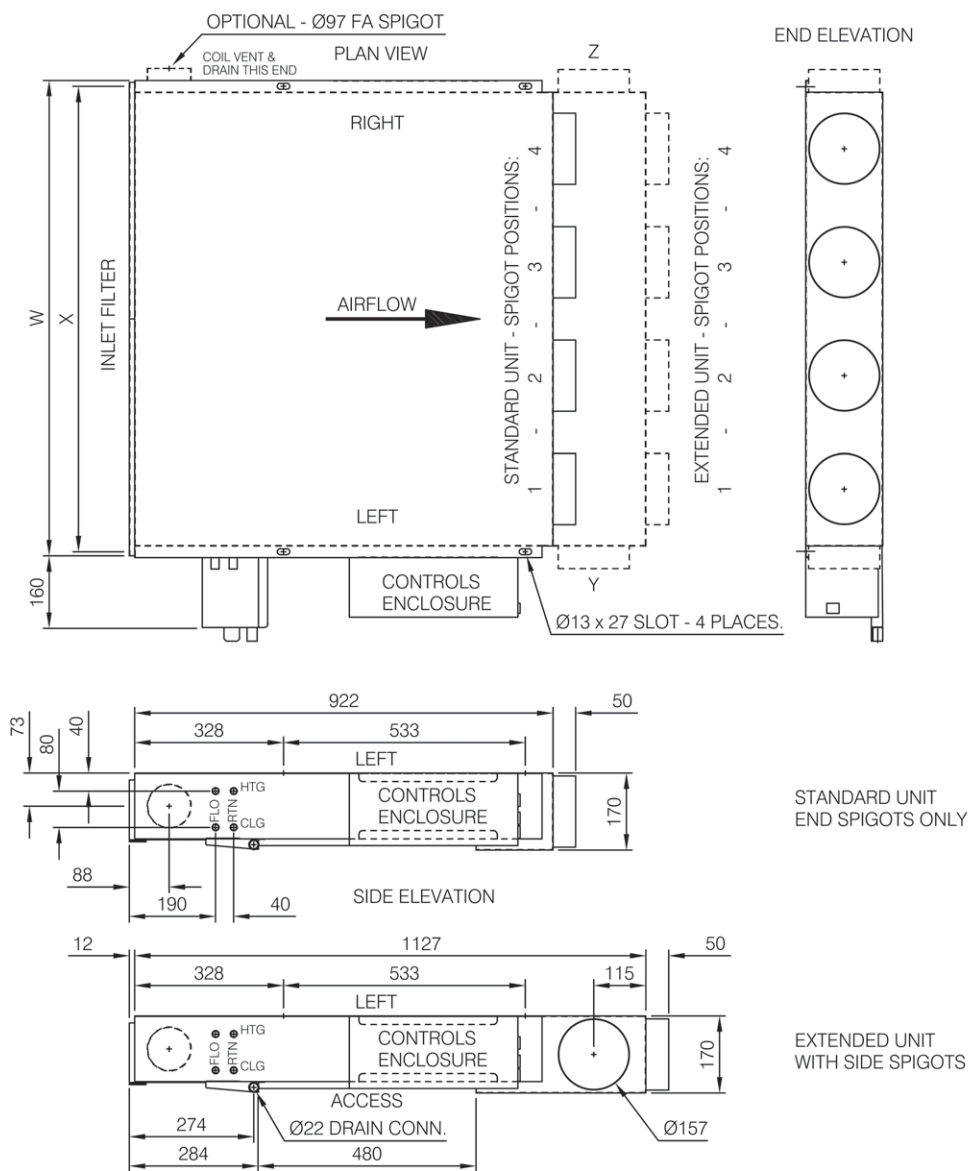 OPTIONAL - Ø97 FA SPIGOT
COIL VENT &
DRAIN THIS END
PLAN VIEW
END ELEVATION
Z
RIGHT
STANDARD UNIT - SPIGOT POSITIONS:
1 - 2 - 3 - 4
EXTENDED UNIT - SPIGOT POSITIONS:
1 - 2 - 3 - 4
W
X
INLET FILTER
AIRFLOW
LEFT
160
CONTROLS
ENCLOSURE
Y
Ø13 x 27 SLOT - 4 PLACES.
922
50
73
40
80
328
533
LEFT
HTG
FLO
RTN
CLG
CONTROLS
ENCLOSURE
170
STANDARD UNIT
END SPIGOTS ONLY
88
190
40
SIDE ELEVATION
12
1127
50
328
533
115
LEFT
HTG
FLO
RTN
CLG
CONTROLS
ENCLOSURE
170
EXTENDED UNIT
WITH SIDE SPIGOTS
ACCESS
274
Ø22 DRAIN CONN.
Ø157
284
480